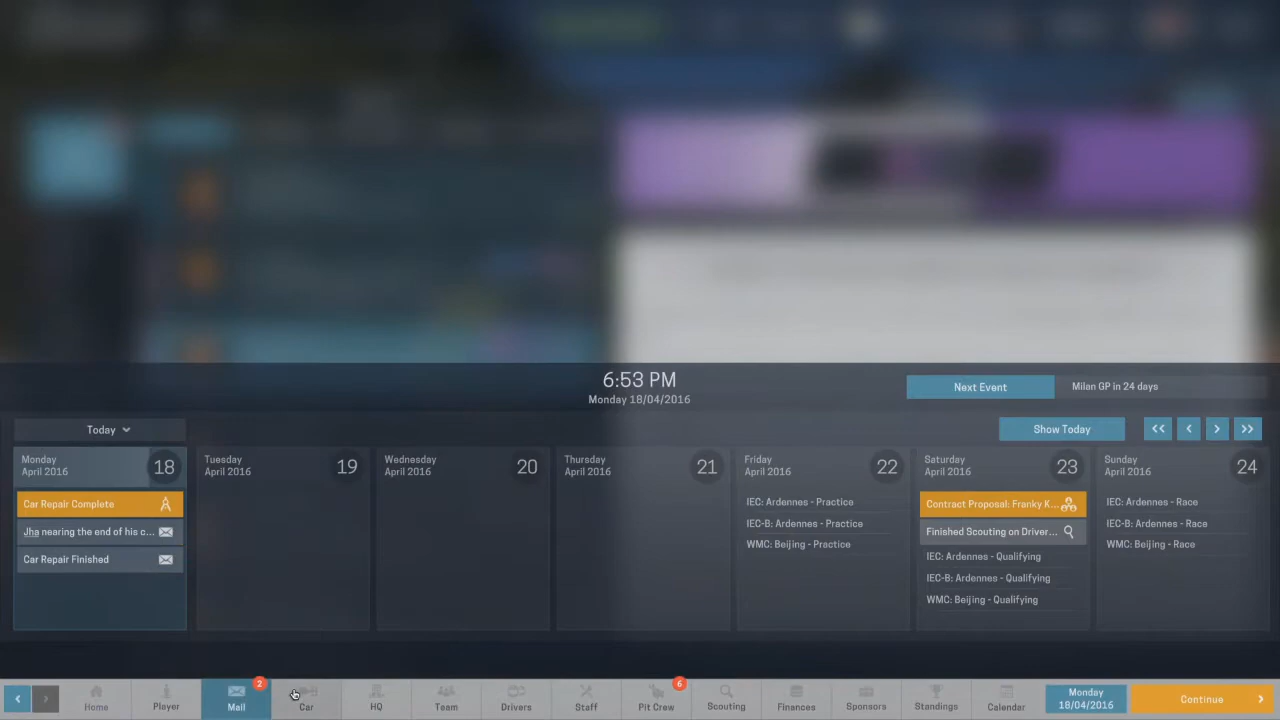 6:53 PM
Monday 18/04/2016
Next Event
Milan GP in 24 days
Today
Show Today
<< < > >>
Monday
April 2016
18
Car Repair Complete
Jha nearing the end of his c...
Car Repair Finished
Tuesday
April 2016
19
Wednesday
April 2016
20
Thursday
April 2016
21
Friday
April 2016
22
IEC: Ardennes - Practice
IEC-B: Ardennes - Practice
WMC: Beijing - Practice
Saturday
April 2016
23
Contract Proposal: Franky K...
Finished Scouting on Driver...
IEC: Ardennes - Qualifying
IEC-B: Ardennes - Qualifying
WMC: Beijing - Qualifying
Sunday
April 2016
24
IEC: Ardennes - Race
IEC-B: Ardennes - Race
WMC: Beijing - Race
< >
Home
Player
Mail
2
Car
HQ
Team
Drivers
Staff
Pit Crew
6
Scouting
Finances
Sponsors
Standings
Calendar
Monday
18/04/2016
Continue >